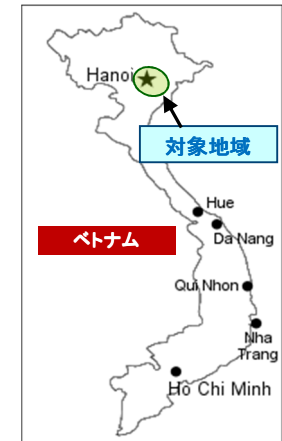 Hanoi
対象地域
Hue
ベトナム
Da Nang
Qui Nhon
Nha
Trang
Ho Chi Minh